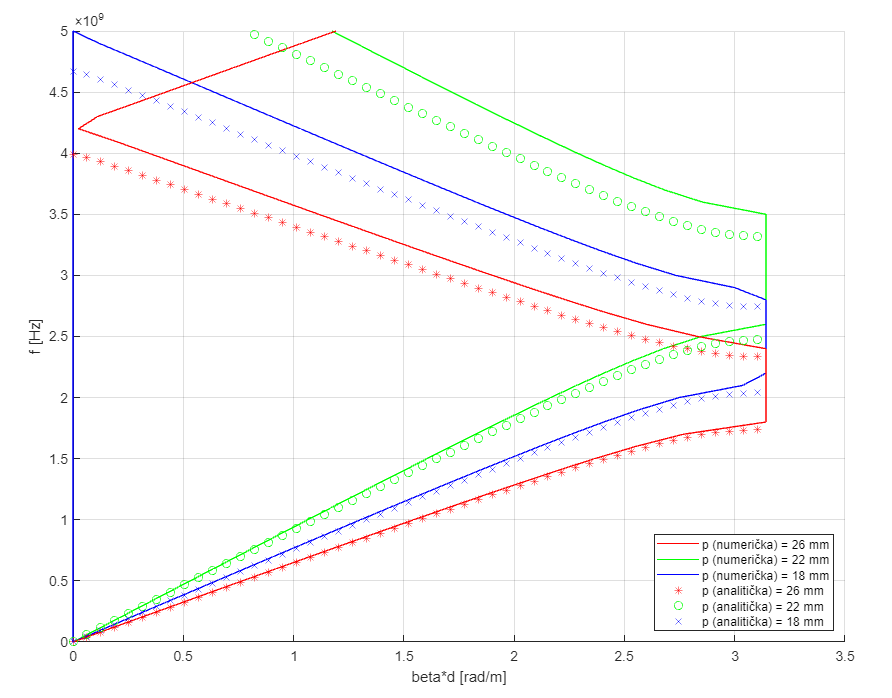 ×10⁹
5
4.5
4
3.5
3
2.5
2
1.5
1
0.5
0
f [Hz]
0 0.5 1 1.5 2 2.5 3 3.5
beta*d [rad/m]
p (numerička) = 26 mm
p (numerička) = 22 mm
p (numerička) = 18 mm
p (analitička) = 26 mm
p (analitička) = 22 mm
p (analitička) = 18 mm